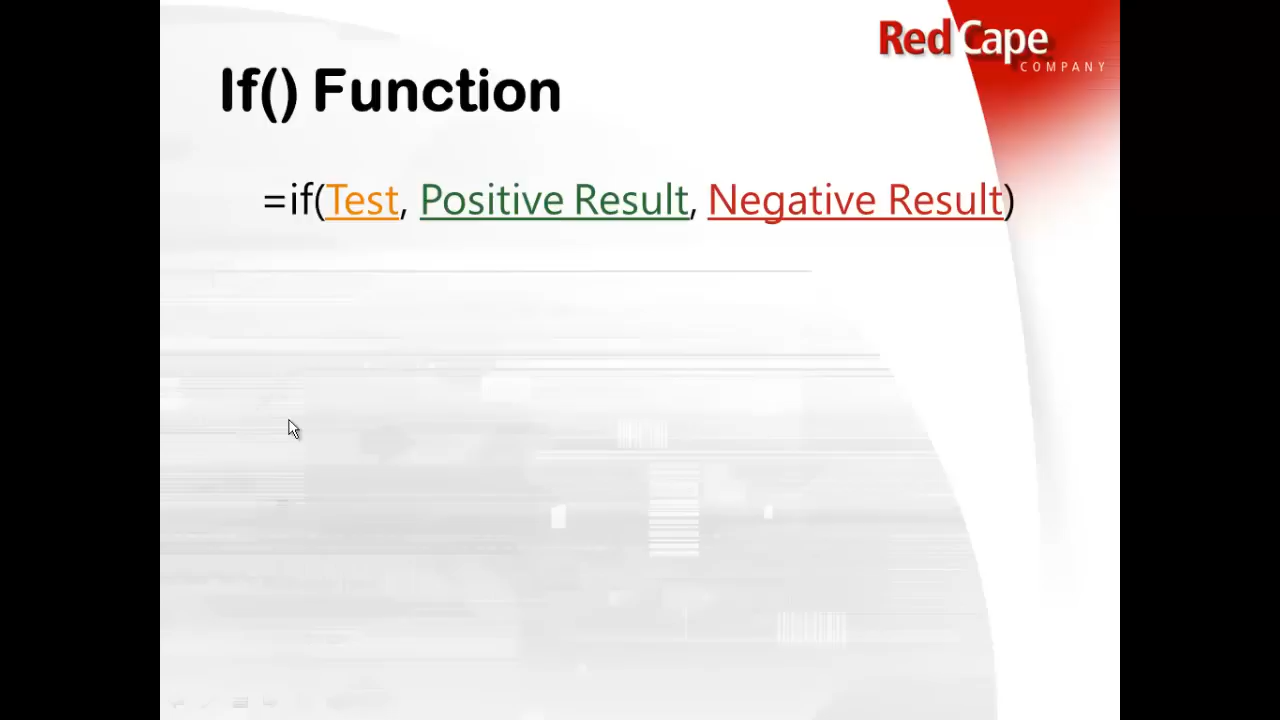 Red Cape
COMPANY
If() Function
=if(Test, Positive Result, Negative Result)